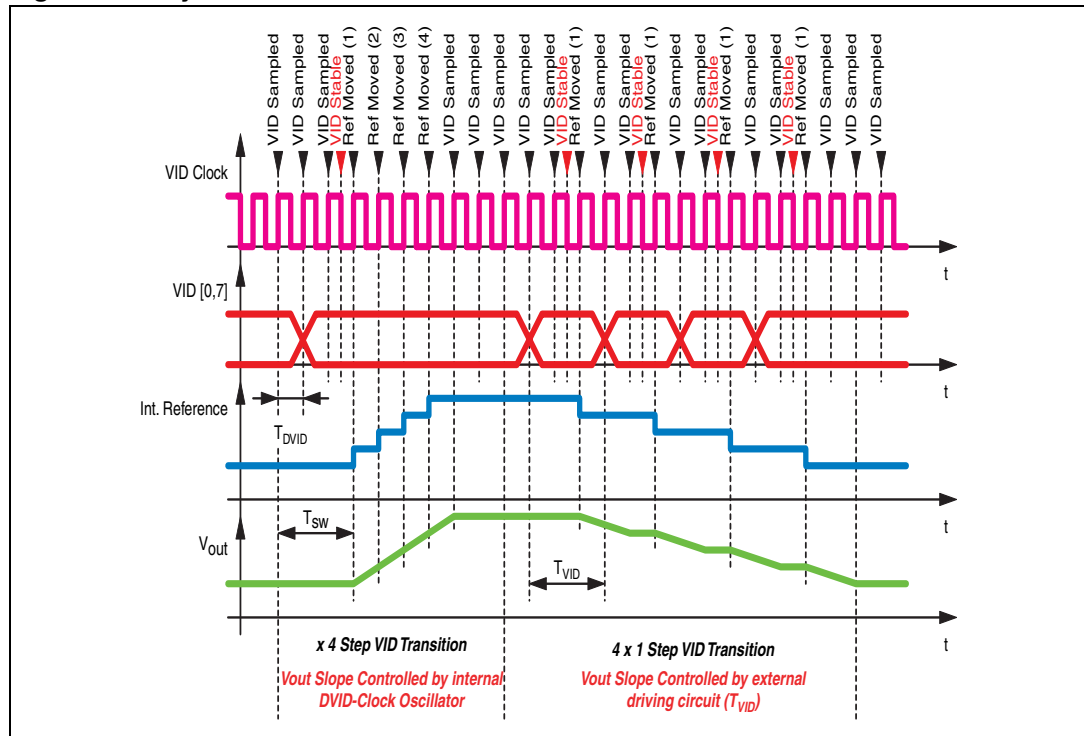 VID Sampled
VID Sampled
VID Sampled
VID Stable
Ref Moved (1)
Ref Moved (2)
Ref Moved (3)
Ref Moved (4)
VID Sampled
VID Sampled
VID Sampled
VID Sampled
VID Sampled
VID Stable
Ref Moved (1)
VID Sampled
VID Sampled
VID Stable
Ref Moved (1)
VID Sampled
VID Sampled
VID Stable
Ref Moved (1)
VID Sampled
VID Sampled
VID Stable
Ref Moved (1)
VID Sampled
VID Sampled
VID Sampled
VID Clock
t
VID [0,7]
t
Int. Reference
TDVID
t
Vout
Tsw
TVID
t
x 4 Step VID Transition
4 x 1 Step VID Transition
Vout Slope Controlled by internal
DVID-Clock Oscillator
Vout Slope Controlled by external
driving circuit (TVID)